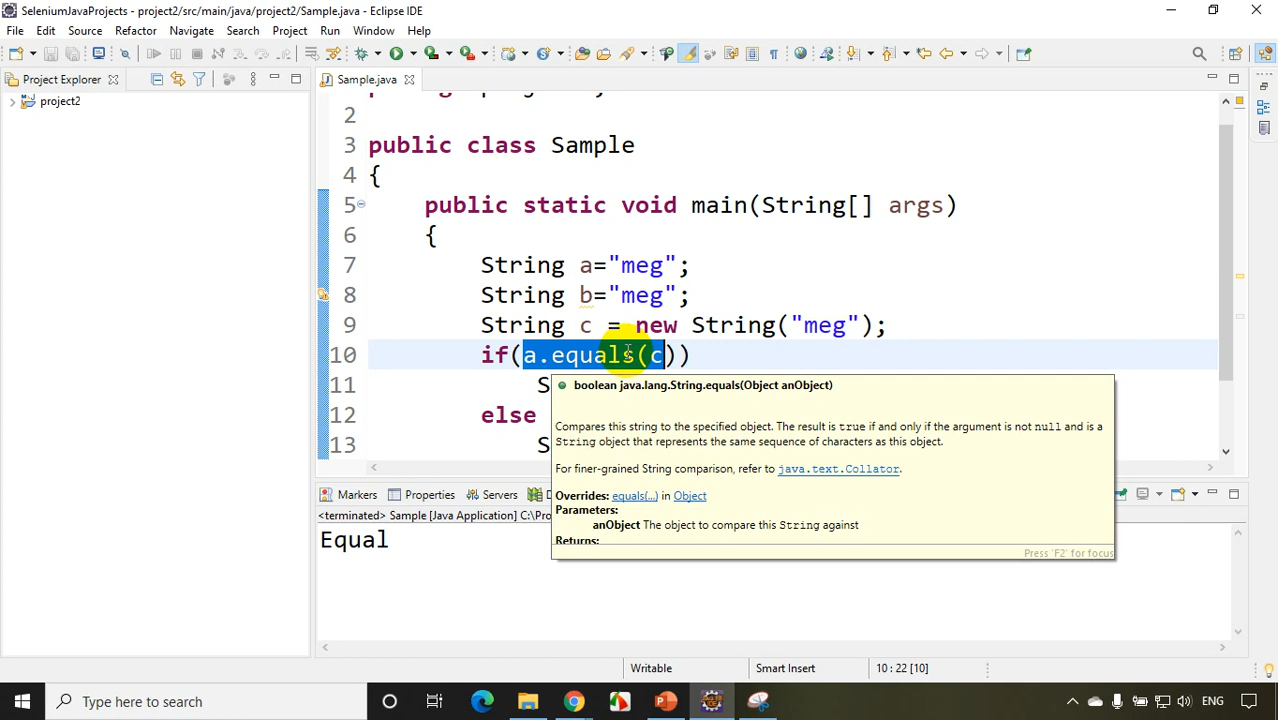 SeleniumJavaProjects - project2/src/main/java/project2/Sample.java - Eclipse IDE
File Edit Source Refactor Navigate Search Project Run Window Help
Project Explorer
Sample.java
project2
2
3 public class Sample
4 {
5 public static void main(String[] args)
6 {
7 String a="meg";
8 String b="meg";
9 String c = new String("meg");
10 if(a.equals(c))
11 S
12 else
13 S
boolean java.lang.String.equals(Object anObject)
Compares this string to the specified object. The result is true if and only if the argument is not null and is a
String object that represents the same sequence of characters as this object.
For finer-grained String comparison, refer to java.text.Collator.
Overrides: equals(...) in Object
Parameters:
anObject The object to compare this String against
Returns:
Press 'F2' for focus
Markers Properties Servers
<terminated> Sample [Java Application] C:\Pro
Equal
Writable Smart Insert 10 : 22 [10]
Type here to search
ENG